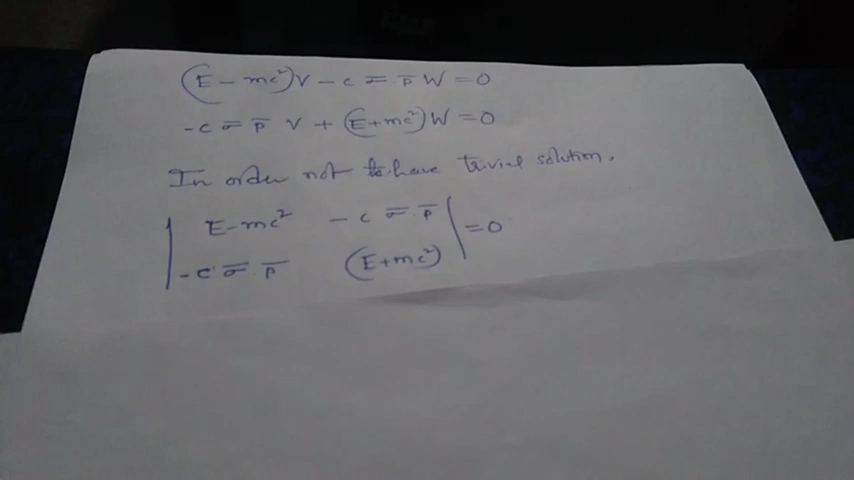 (E - mc²)V - c σ̄ . p̄ W = 0
-c σ̄ p̄ V + (E+mc²)W = 0
In order not to have trivial solution.
| E-mc² - c σ̄ . p̄ | = 0
| -c σ̄ . p̄ (E+mc²) |